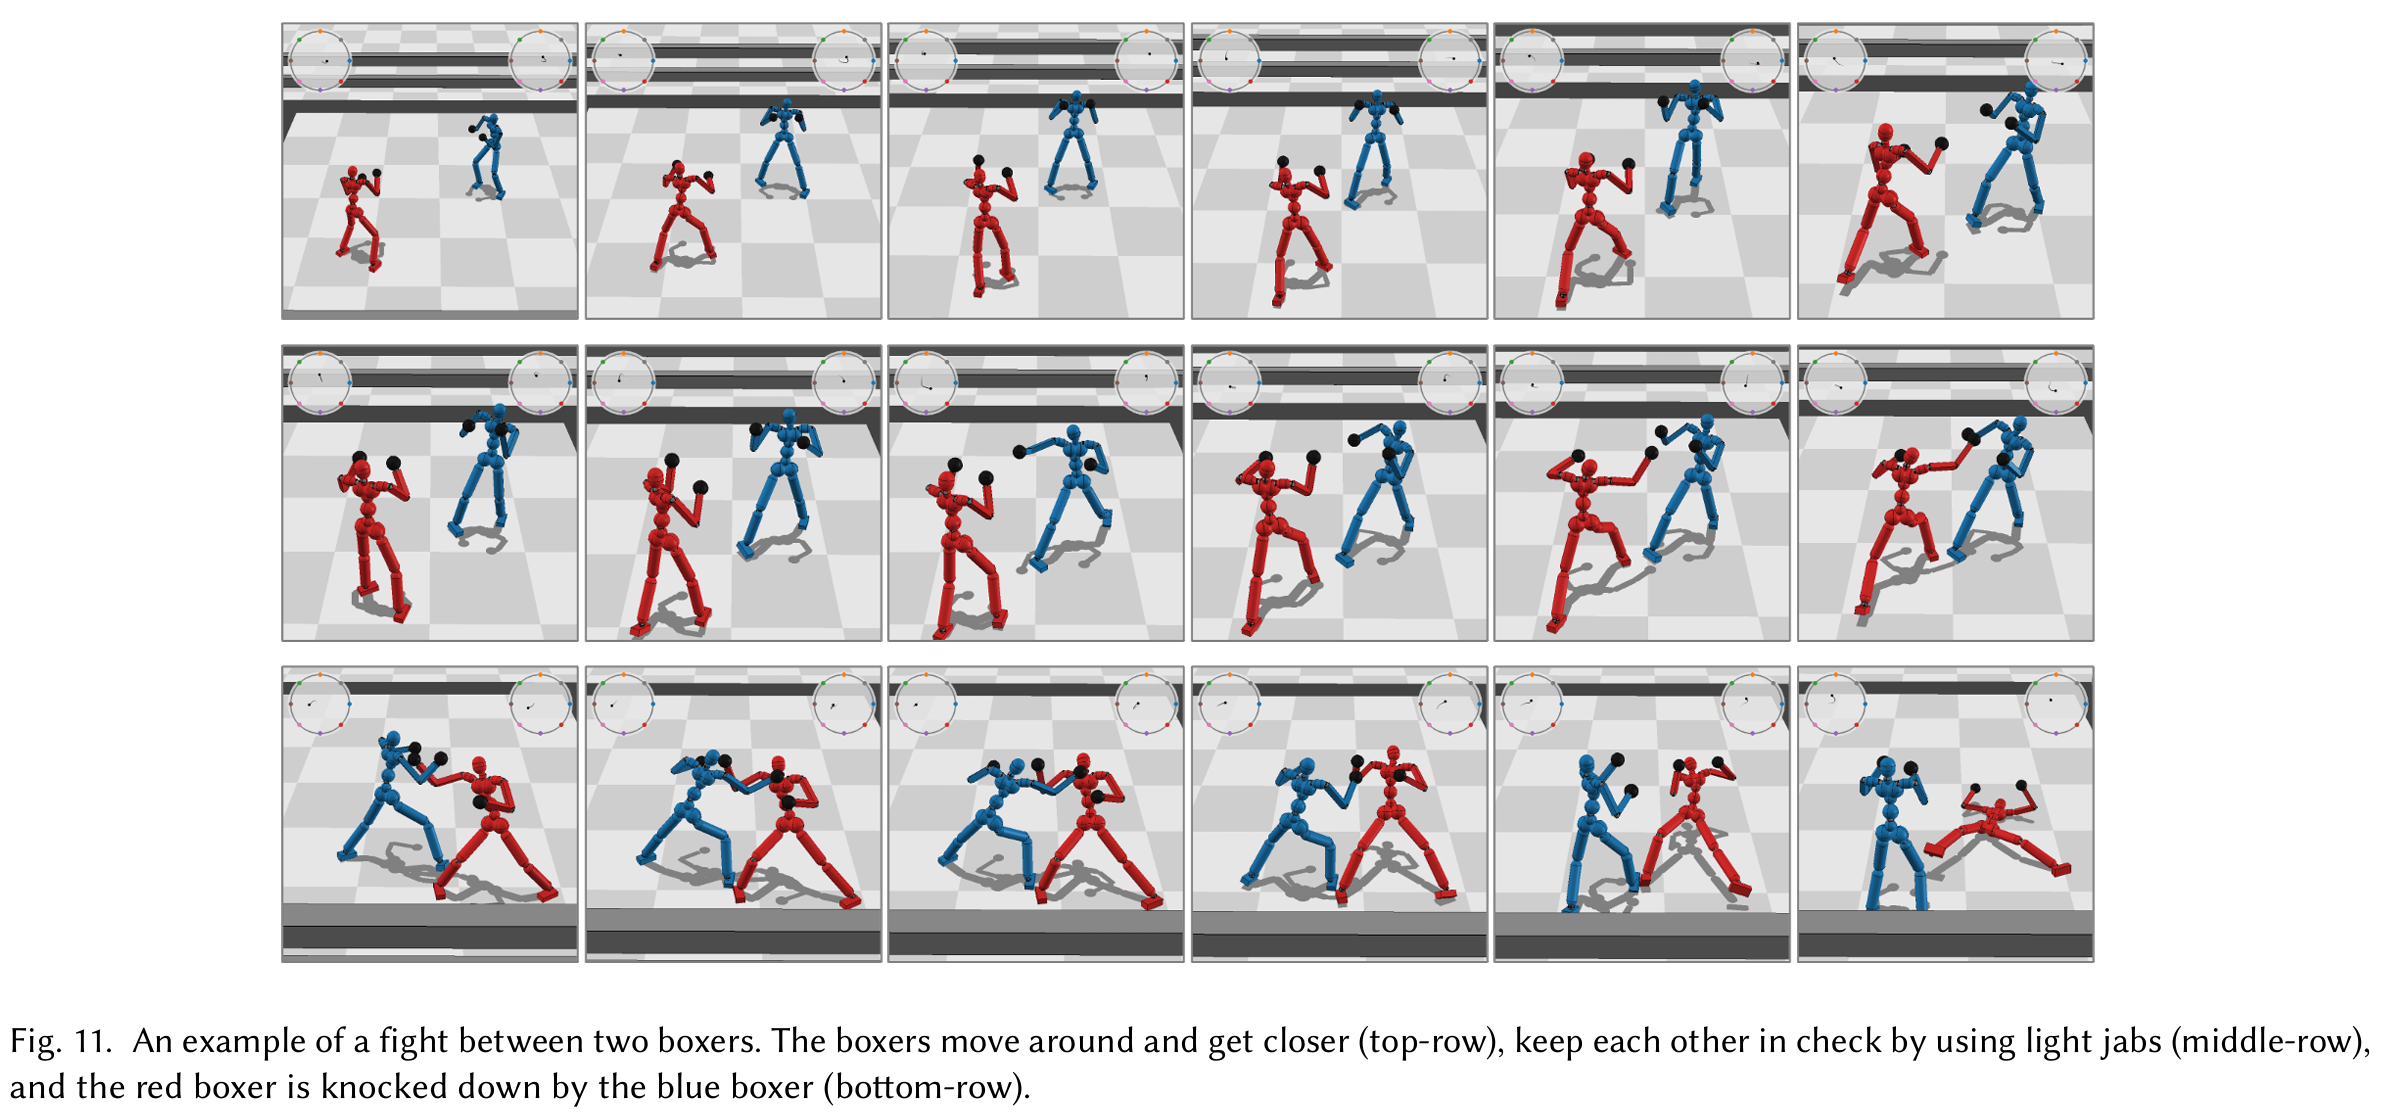 Fig. 11. An example of a fight between two boxers. The boxers move around and get closer (top-row), keep each other in check by using light jabs (middle-row),
and the red boxer is knocked down by the blue boxer (bottom-row).